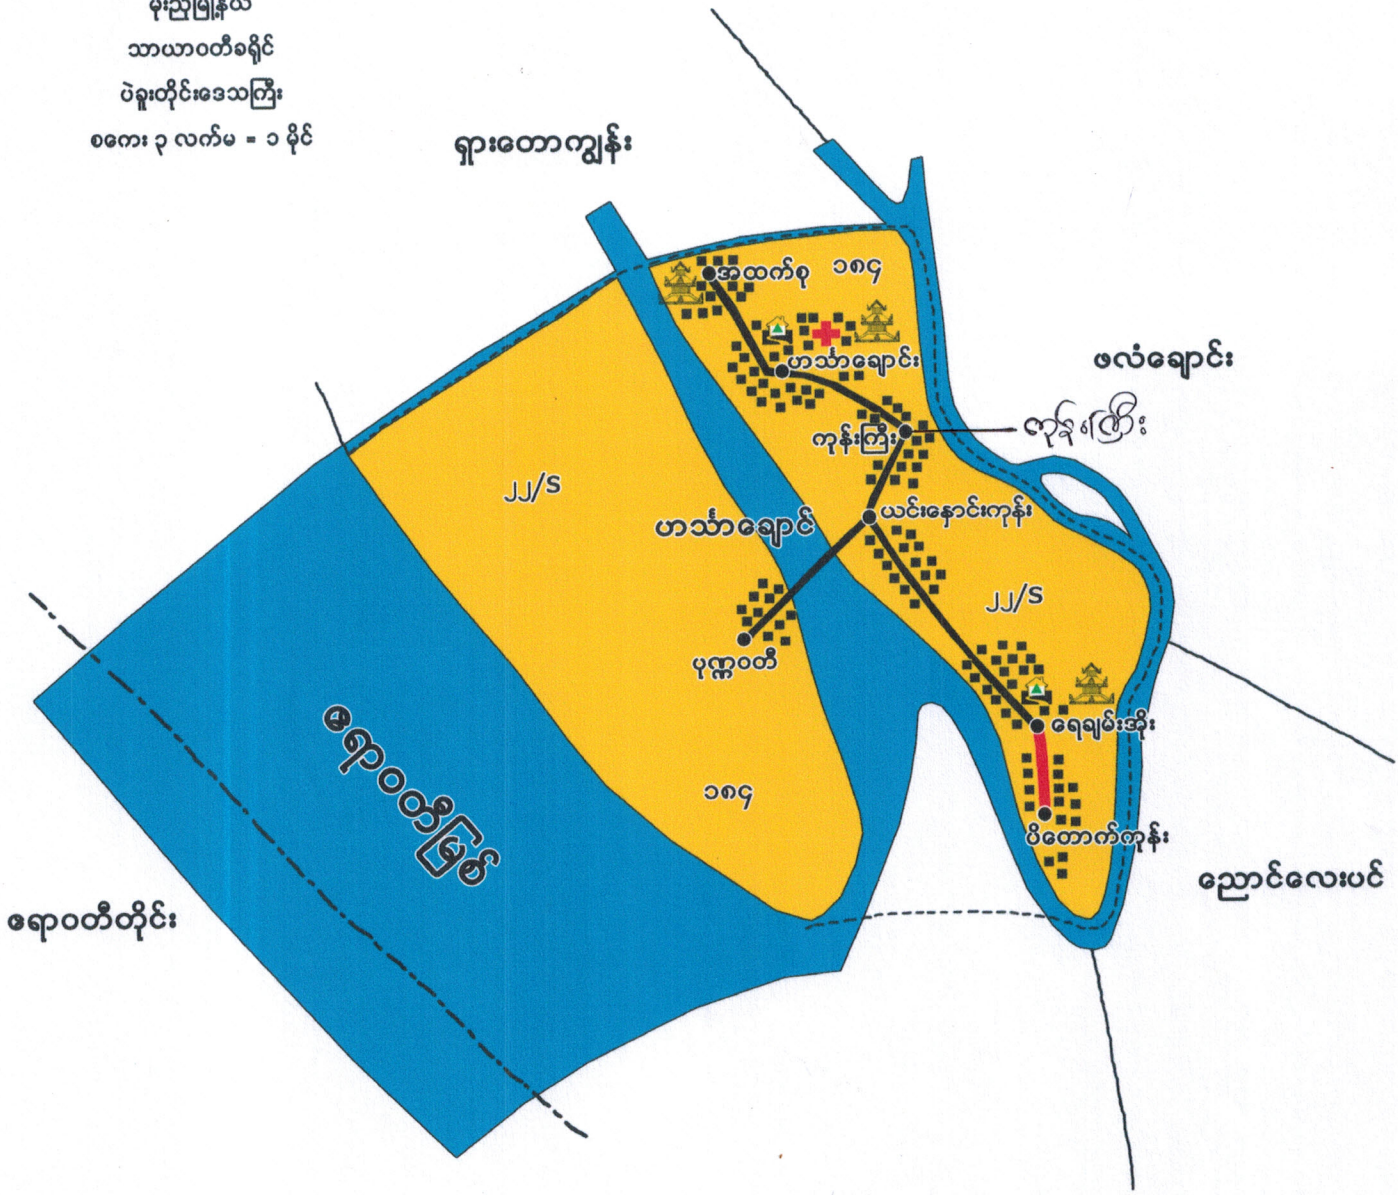 မိုးညိုမြို့နယ်
သာယာဝတီခရိုင်
ပဲခူးတိုင်းဒေသကြီး
စကေး ၃ လက်မ = ၁ မိုင်
ရှားတောကျွန်း
အထက်စု
၁၈၄
ဟင်္သာချောင်း
ဖလံချောင်း
ကုန်းကြီး
ကုန်းကြီး
၂၂/S
ဟင်္သာချောင်
ယင်းနှောင်းကုန်း
၂၂/S
ပုဏ္ဏဝတီ
ရေချမ်းအိုး
ဧရာဝတီမြစ်
၁၈၄
ပိတောက်ကုန်း
ညောင်လေးပင်
ဧရာဝတီတိုင်း